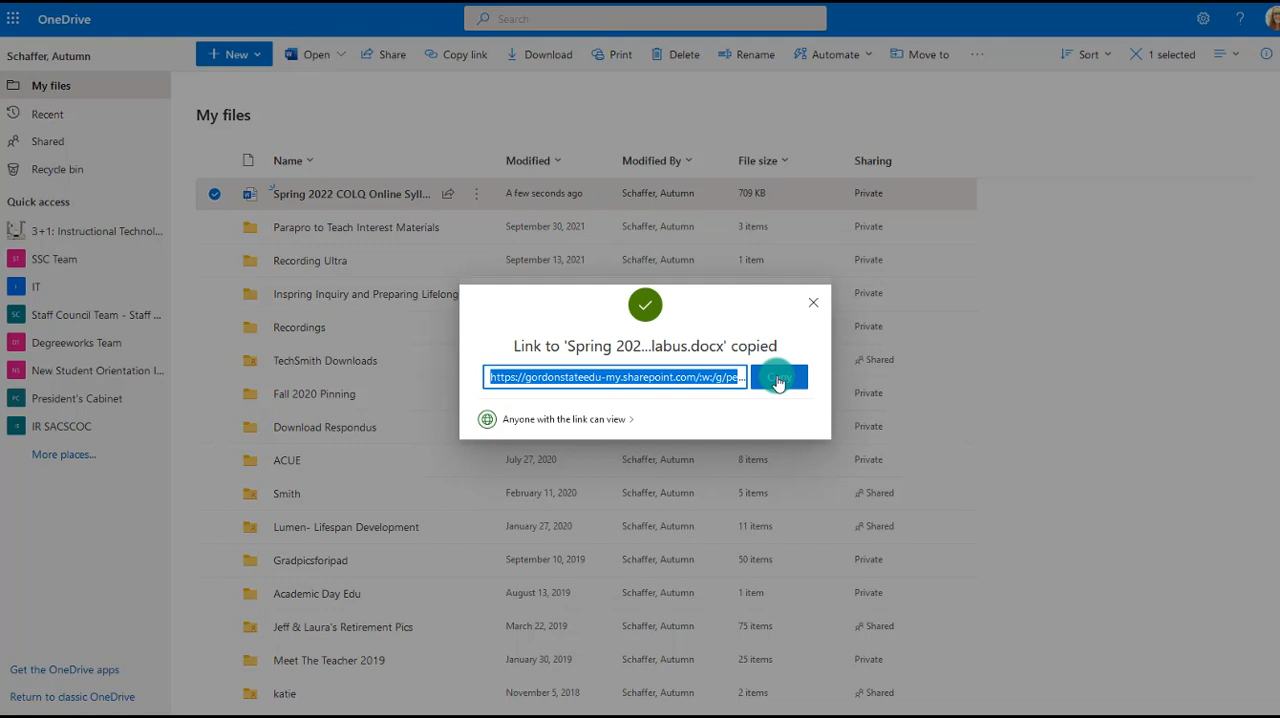 OneDrive
Search
?
Schaffer, Autumn
New
Open
Share
Copy link
Download
Print
Delete
Rename
Automate
Move to
...
Sort
1 selected
My files
Recent
Shared
Recycle bin
Quick access
3+1: Instructional Technol...
ST SSC Team
I IT
ST Staff Council Team - Staff ...
DT Degreeworks Team
NS New Student Orientation I...
PC President's Cabinet
IS IR SACSCOC
More places...
Get the OneDrive apps
Return to classic OneDrive
My files
Name Modified Modified By File size Sharing
Spring 2022 COLQ Online Syll... A few seconds ago Schaffer, Autumn 709 KB Private
Parapro to Teach Interest Materials September 30, 2021 Schaffer, Autumn 3 items Private
Recording Ultra September 13, 2021 Schaffer, Autumn 1 item Private
Inspring Inquiry and Preparing Lifelong Private
Recordings Private
TechSmith Downloads Shared
Fall 2020 Pinning Private
Download Respondus Private
ACUE July 27, 2020 Schaffer, Autumn 8 items Private
Smith February 11, 2020 Schaffer, Autumn 5 items Shared
Lumen- Lifespan Development January 27, 2020 Schaffer, Autumn 11 items Shared
Gradpicsforipad September 10, 2019 Schaffer, Autumn 50 items Private
Academic Day Edu August 13, 2019 Schaffer, Autumn 1 item Private
Jeff & Laura's Retirement Pics March 22, 2019 Schaffer, Autumn 75 items Shared
Meet The Teacher 2019 January 30, 2019 Schaffer, Autumn 25 items Private
katie November 5, 2018 Schaffer, Autumn 2 items Shared
Link to 'Spring 202...labus.docx' copied
https://gordonstateedu-my.sharepoint.com/:w:/g/pe...
Copy
Anyone with the link can view